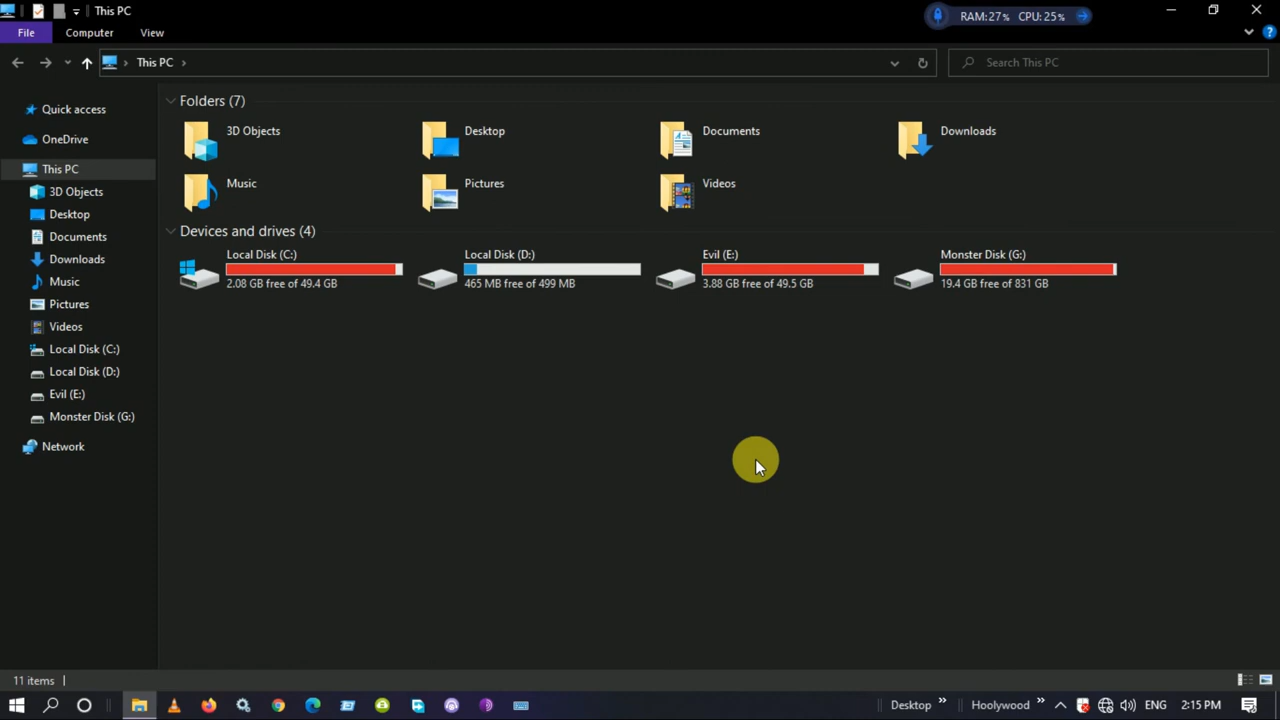 This PC
RAM:27% CPU:25%
File Computer View
This PC
Search This PC
Quick access
OneDrive
This PC
3D Objects
Desktop
Documents
Downloads
Music
Pictures
Videos
Local Disk (C:)
Local Disk (D:)
Evil (E:)
Monster Disk (G:)
Network
Folders (7)
3D Objects
Desktop
Documents
Downloads
Music
Pictures
Videos
Devices and drives (4)
Local Disk (C:)
2.08 GB free of 49.4 GB
Local Disk (D:)
465 MB free of 499 MB
Evil (E:)
3.88 GB free of 49.5 GB
Monster Disk (G:)
19.4 GB free of 831 GB
11 items
Desktop » Hoolywood » ENG 2:15 PM